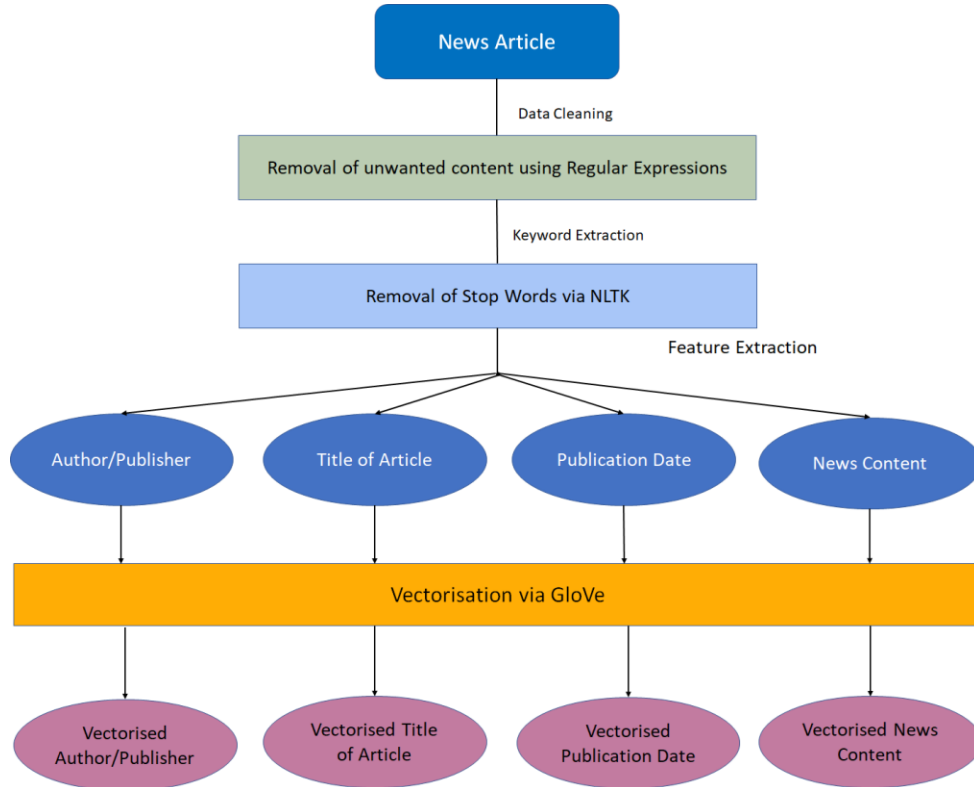 News Article
Data Cleaning
Removal of unwanted content using Regular Expressions
Keyword Extraction
Removal of Stop Words via NLTK
Feature Extraction
Author/Publisher
Title of Article
Publication Date
News Content
Vectorisation via GloVe
Vectorised
Author/Publisher
Vectorised Title
of Article
Vectorised
Publication Date
Vectorised News
Content